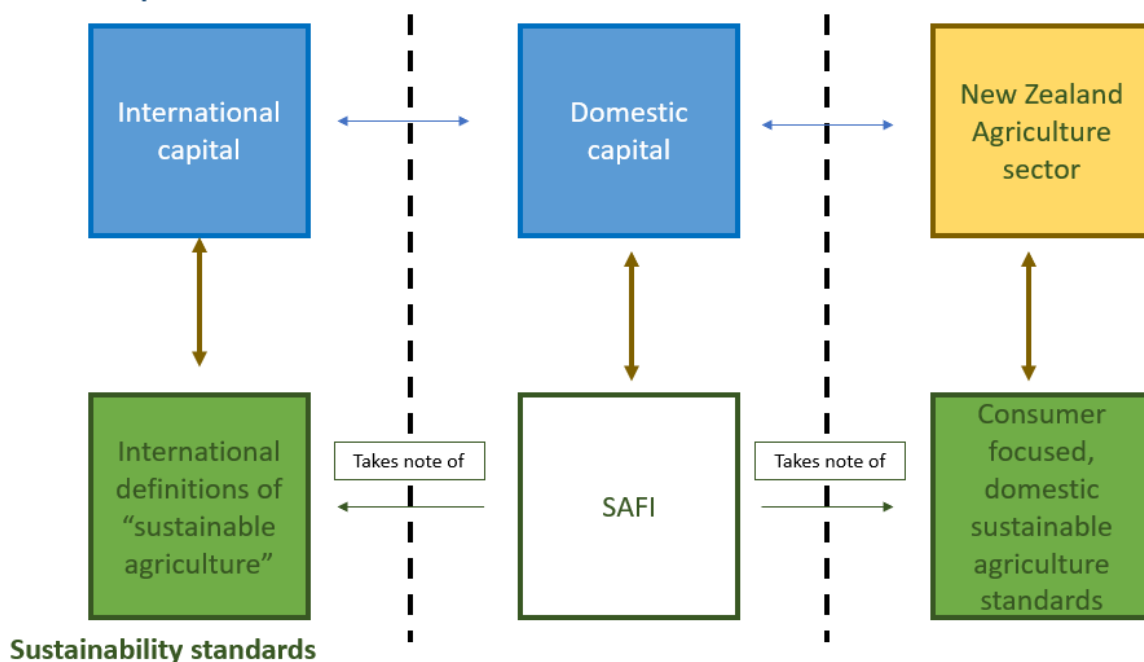 International
capital
Domestic
capital
New Zealand
Agriculture
sector
International
definitions of
“sustainable
agriculture”
Takes note of
SAFI
Takes note of
Consumer
focused,
domestic
sustainable
agriculture
standards
Sustainability standards